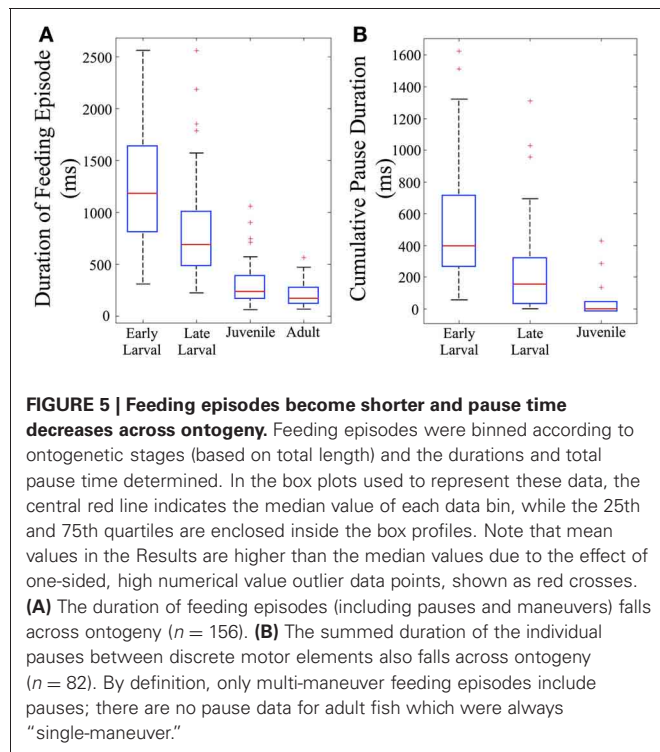 A
B
Duration of Feeding Episode
(ms)
2500
2000
1500
1000
500
0
Early
Larval
Late
Larval
Juvenile
Adult
Cumulative Pause Duration
(ms)
1600
1400
1200
1000
800
600
400
200
0
Early
Larval
Late
Larval
Juvenile
FIGURE 5 | Feeding episodes become shorter and pause time
decreases across ontogeny. Feeding episodes were binned according to
ontogenetic stages (based on total length) and the durations and total
pause time determined. In the box plots used to represent these data, the
central red line indicates the median value of each data bin, while the 25th
and 75th quartiles are enclosed inside the box profiles. Note that mean
values in the Results are higher than the median values due to the effect of
one-sided, high numerical value outlier data points, shown as red crosses.
(A) The duration of feeding episodes (including pauses and maneuvers) falls
across ontogeny (n = 156). (B) The summed duration of the individual
pauses between discrete motor elements also falls across ontogeny
(n = 82). By definition, only multi-maneuver feeding episodes include
pauses; there are no pause data for adult fish which were always
“single-maneuver.”